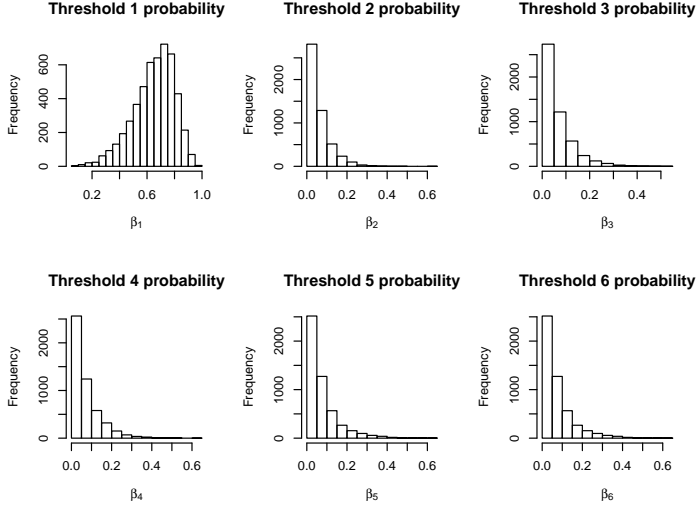 Threshold 1 probability
Frequency
0 200 400 600
0.2 0.6 1.0
β1
Threshold 2 probability
Frequency
0 1000 2000
0.0 0.2 0.4 0.6
β2
Threshold 3 probability
Frequency
0 1000 2000
0.0 0.2 0.4
β3
Threshold 4 probability
Frequency
0 1000 2000
0.0 0.2 0.4 0.6
β4
Threshold 5 probability
Frequency
0 1000 2000
0.0 0.2 0.4 0.6
β5
Threshold 6 probability
Frequency
0 1000 2000
0.0 0.2 0.4 0.6
β6